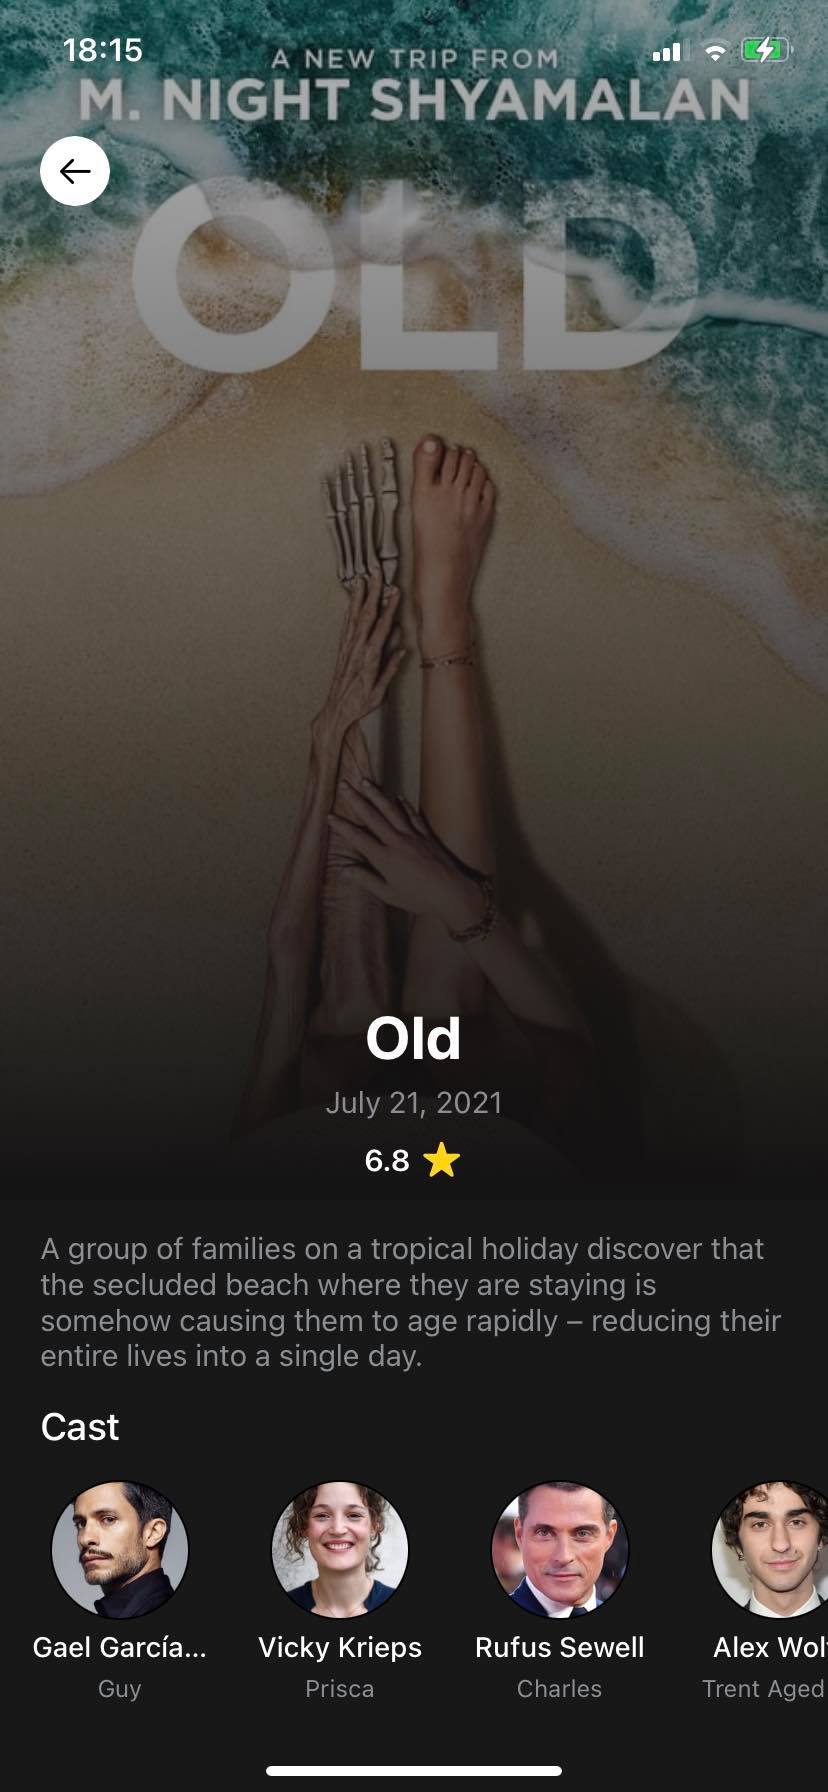 18:15
A NEW TRIP FROM
M. NIGHT SHYAMALAN
OLD
Old
July 21, 2021
6.8
A group of families on a tropical holiday discover that
the secluded beach where they are staying is
somehow causing them to age rapidly – reducing their
entire lives into a single day.
Cast
Gael García... Vicky Krieps Rufus Sewell Alex
Guy Prisca Charles Trent Aged